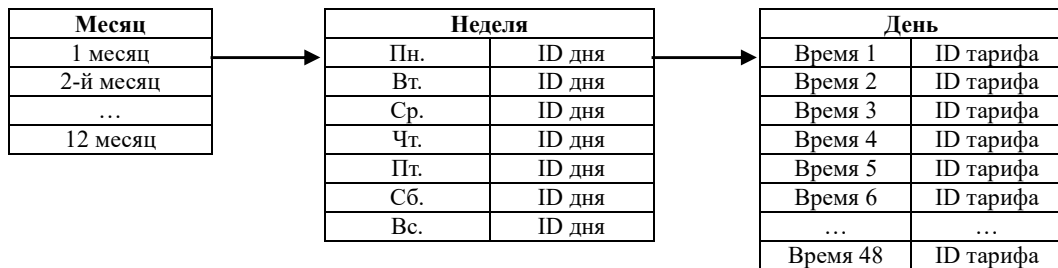 Месяц
1 месяц
2-й месяц
…
12 месяц
Неделя
Пн. ID дня
Вт. ID дня
Ср. ID дня
Чт. ID дня
Пт. ID дня
Сб. ID дня
Вс. ID дня
День
Время 1 ID тарифа
Время 2 ID тарифа
Время 3 ID тарифа
Время 4 ID тарифа
Время 5 ID тарифа
Время 6 ID тарифа
… …
Время 48 ID тарифа